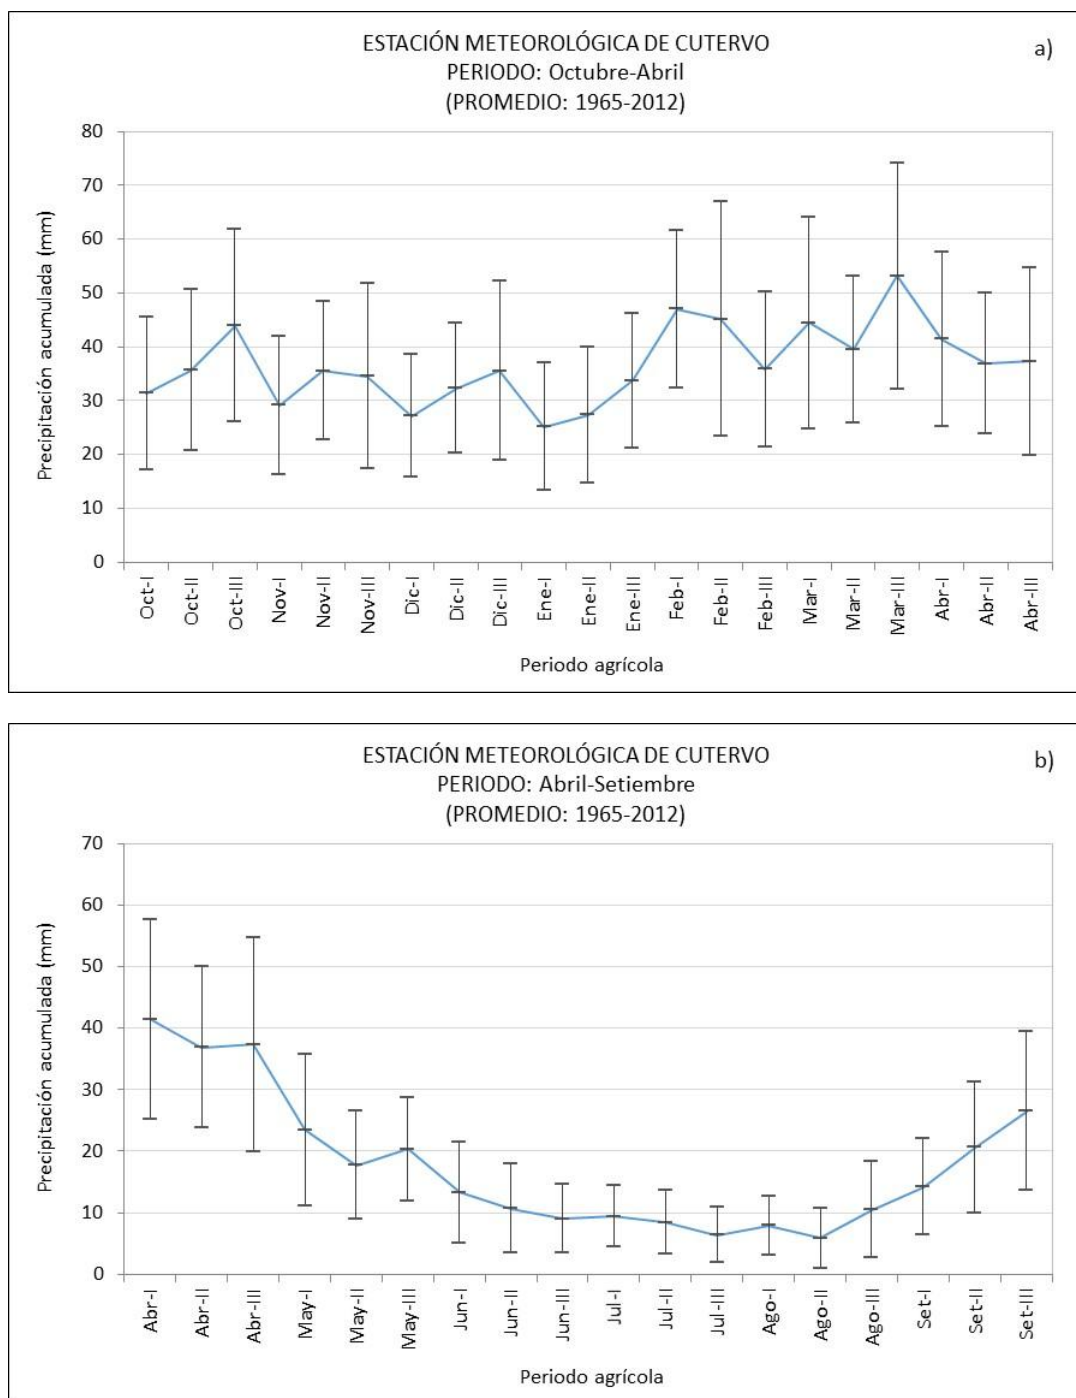 ESTACIÓN METEOROLÓGICA DE CUTERVO
a)
PERIODO: Octubre-Abril
(PROMEDIO: 1965-2012)
80
70
60
50
40
30
20
10
0
Precipitación acumulada (mm)
Oct-I
Oct-II
Oct-III
Nov-I
Nov-II
Nov-III
Dic-I
Dic-II
Dic-III
Ene-I
Ene-II
Ene-III
Feb-I
Feb-II
Feb-III
Mar-I
Mar-II
Mar-III
Abr-I
Abr-II
Abr-III
Periodo agrícola
ESTACIÓN METEOROLÓGICA DE CUTERVO
b)
PERIODO: Abril-Setiembre
(PROMEDIO: 1965-2012)
70
60
50
40
30
20
10
0
Precipitación acumulada (mm)
Abr-I
Abr-II
Abr-III
May-I
May-II
May-III
Jun-I
Jun-II
Jun-III
Jul-I
Jul-II
Jul-III
Ago-I
Ago-II
Ago-III
Set-I
Set-II
Set-III
Periodo agrícola